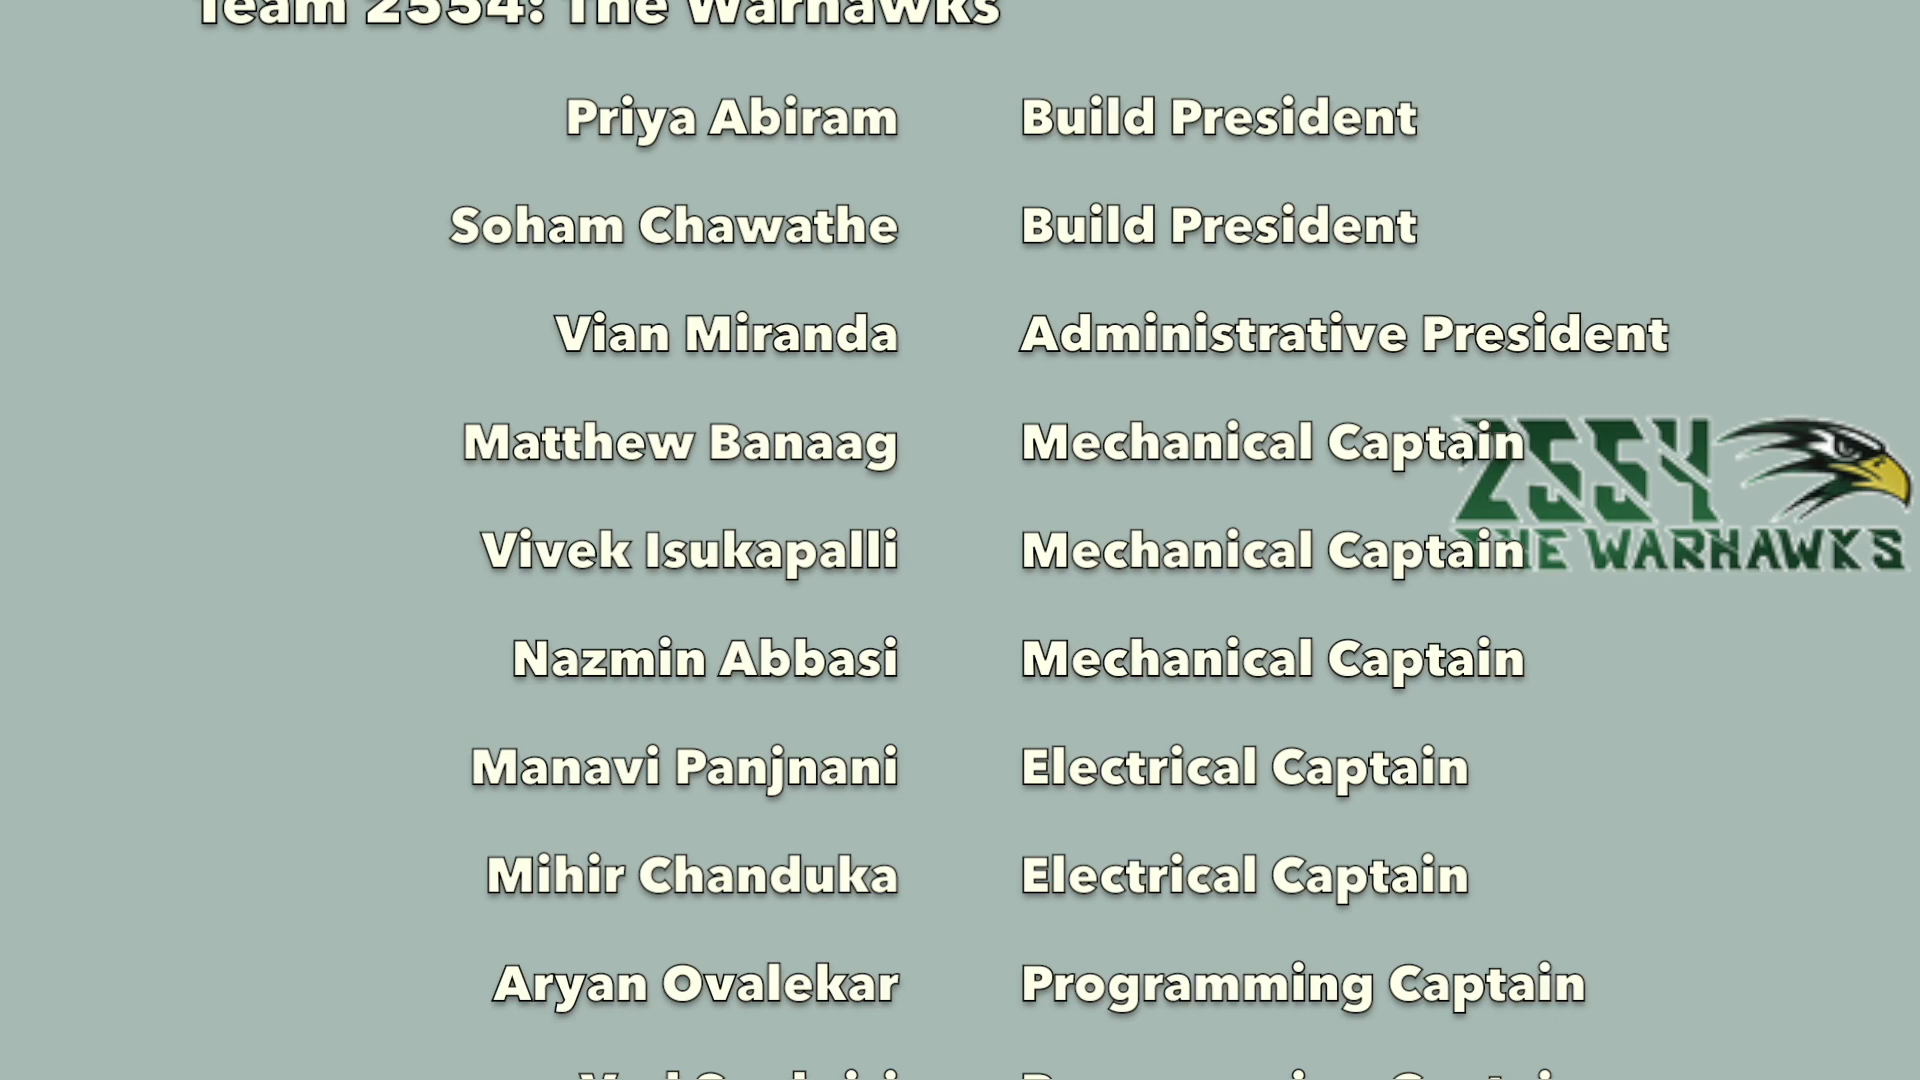 Team 2554: The Warhawks
Priya Abiram Build President
Soham Chawathe Build President
Vian Miranda Administrative President
Matthew Banaag Mechanical Captain
Vivek Isukapalli Mechanical Captain
Nazmin Abbasi Mechanical Captain
Manavi Panjnani Electrical Captain
Mihir Chanduka Electrical Captain
Aryan Ovalekar Programming Captain
2554
THE WARHAWKS